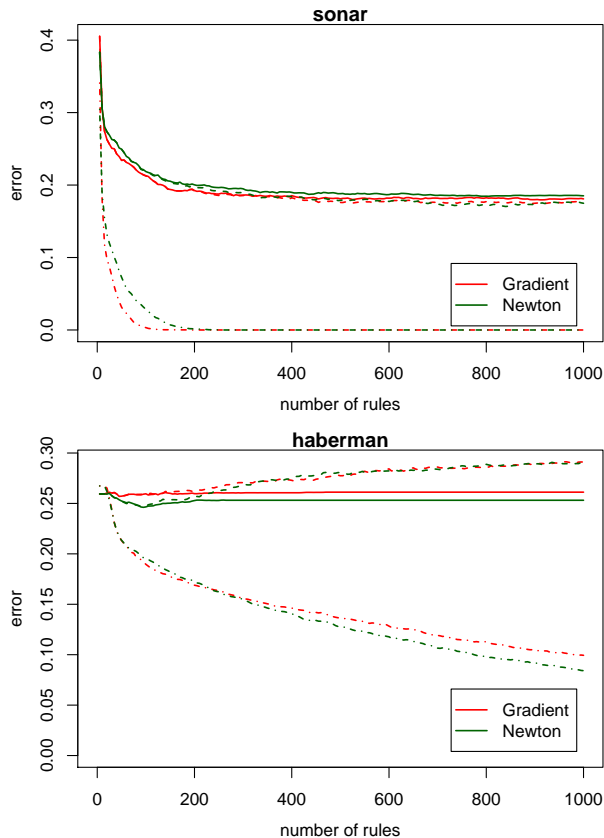 sonar
error
0.0
0.1
0.2
0.3
0.4
Gradient
Newton
0 200 400 600 800 1000
number of rules
haberman
error
0.00
0.05
0.10
0.15
0.20
0.25
0.30
Gradient
Newton
0 200 400 600 800 1000
number of rules